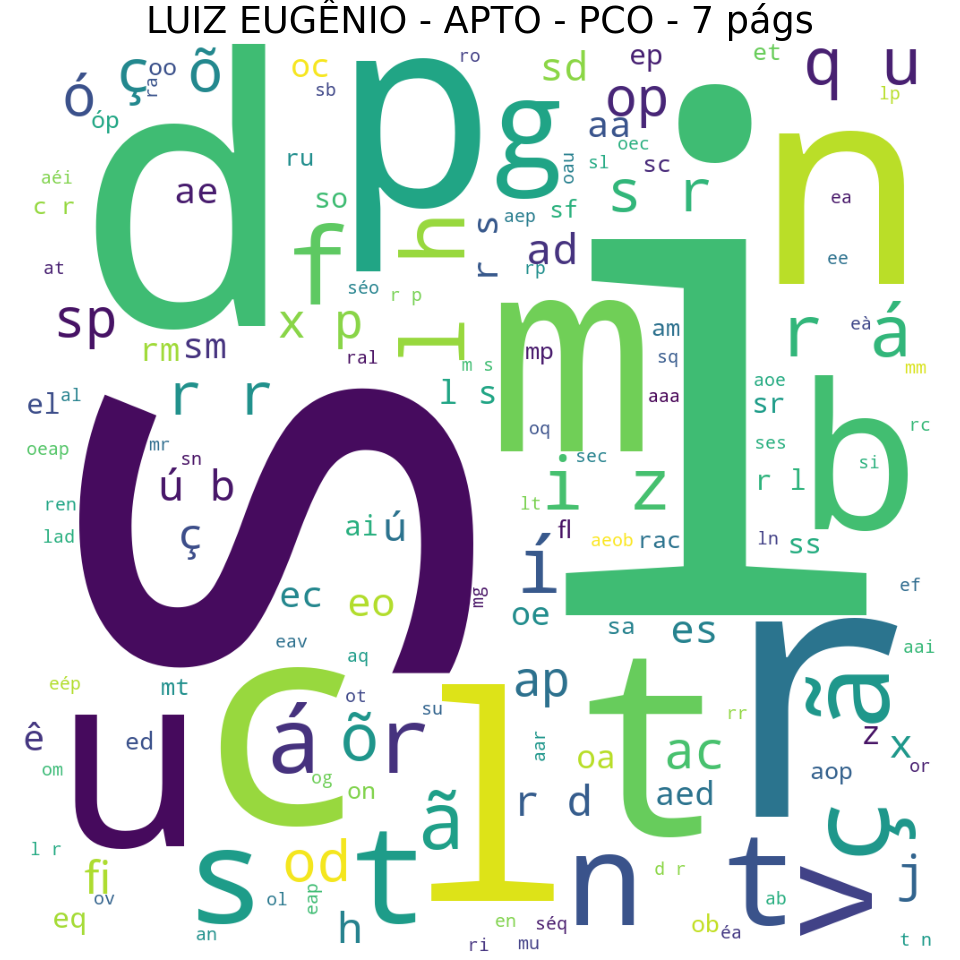 LUIZ EUGÊNIO - APTO - PCO - 7 págs
ó ç oo õ oc ro sd ep et q u
ra sb op lp
óp d p g aa i n
ru oau sl oec sc
aéi ae so aep sf s r ea
c r f l h r s ad ee
at séo r p rp
sp x p m l r á eà
rm sm ral m s mp am sq mm
el al r r l s aaa aoe sr b
oeap mr oq ses rc
sn s sec si
ú b i z r l
ren lt
lad ç ai ú fl aeob rac ln ss
í
ec eo mg oe ef
eav sa es aai
aq r
eép mt ot ap ã
u c l su t rr
ê ed á õ r aar oa ac z x
om og on aop or
r d aed
l r s od t ã n t ç
fi eap d r > j
eq ov ol h ab
an en séq ob éa
ri mu t n